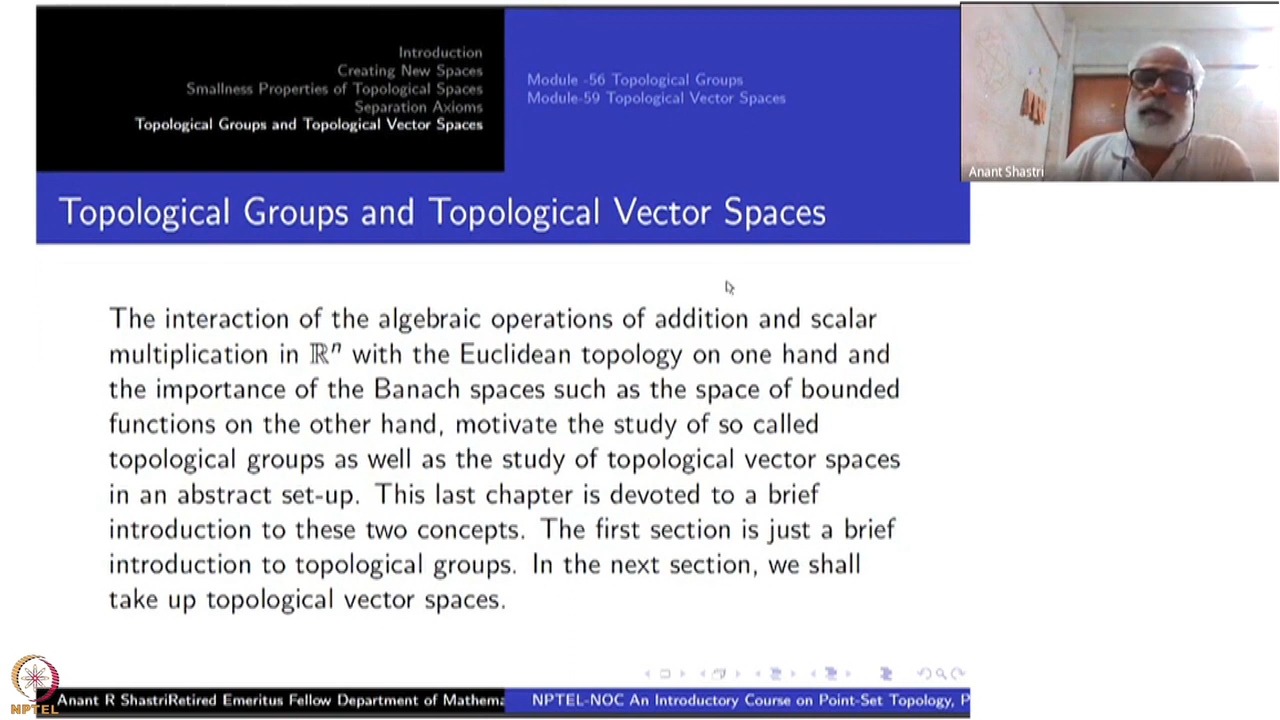 Introduction
Creating New Spaces
Smallness Properties of Topological Spaces
Separation Axioms
Topological Groups and Topological Vector Spaces
Module -56 Topological Groups
Module-59 Topological Vector Spaces
Anant Shastri
Topological Groups and Topological Vector Spaces
The interaction of the algebraic operations of addition and scalar
multiplication in ℝⁿ with the Euclidean topology on one hand and
the importance of the Banach spaces such as the space of bounded
functions on the other hand, motivate the study of so called
topological groups as well as the study of topological vector spaces
in an abstract set-up. This last chapter is devoted to a brief
introduction to these two concepts. The first section is just a brief
introduction to topological groups. In the next section, we shall
take up topological vector spaces.
NPTEL
Anant R ShastriRetired Emeritus Fellow Department of Mathema
NPTEL-NOC An Introductory Course on Point-Set Topology, P